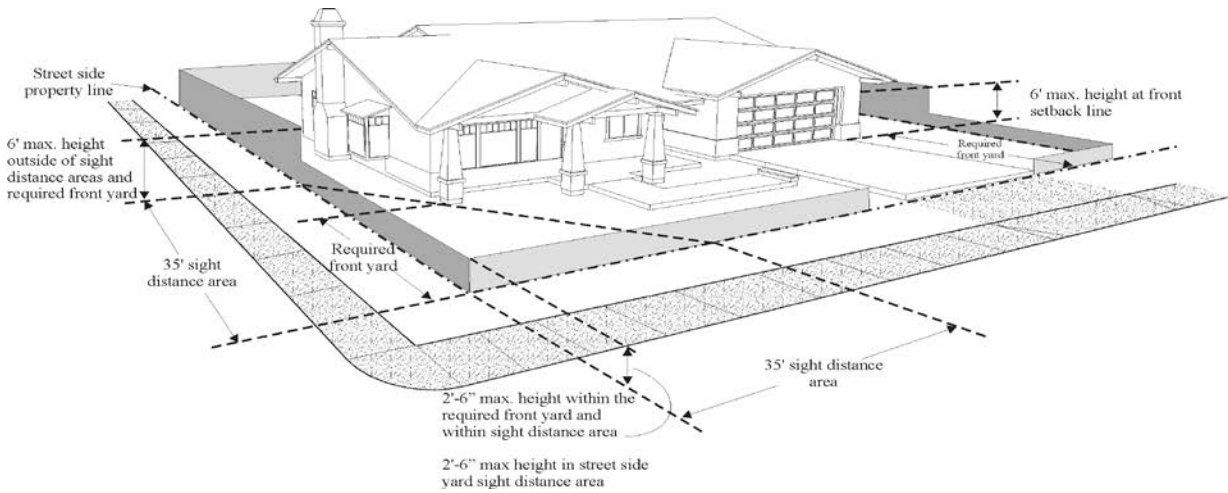 Street side
property line
6' max. height
outside of sight
distance areas and
required front yard
35' sight
distance area
Required
front yard
6' max. height at front
setback line
Required
front yard
35' sight distance
area
2'-6” max. height within the
required front yard and
within sight distance area
2'-6” max height in street side
yard sight distance area